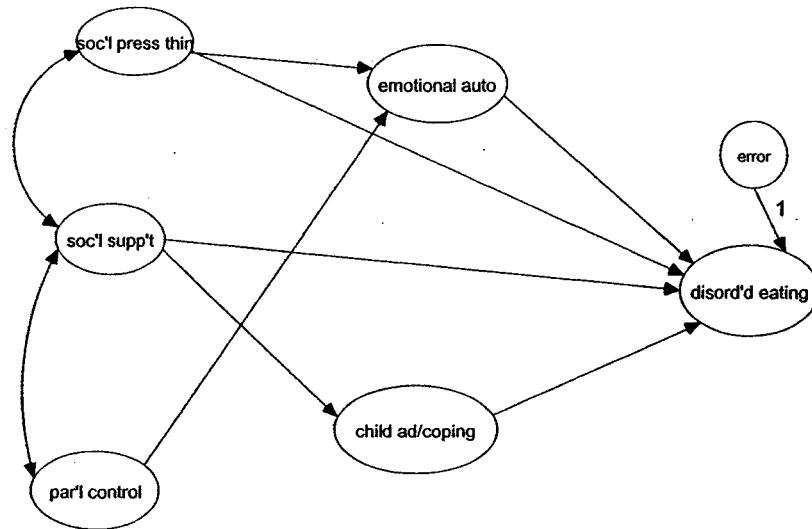 soc'l press thin
emotional auto
error
1
soc'l supp't
disord'd eating
child ad/coping
par'l control